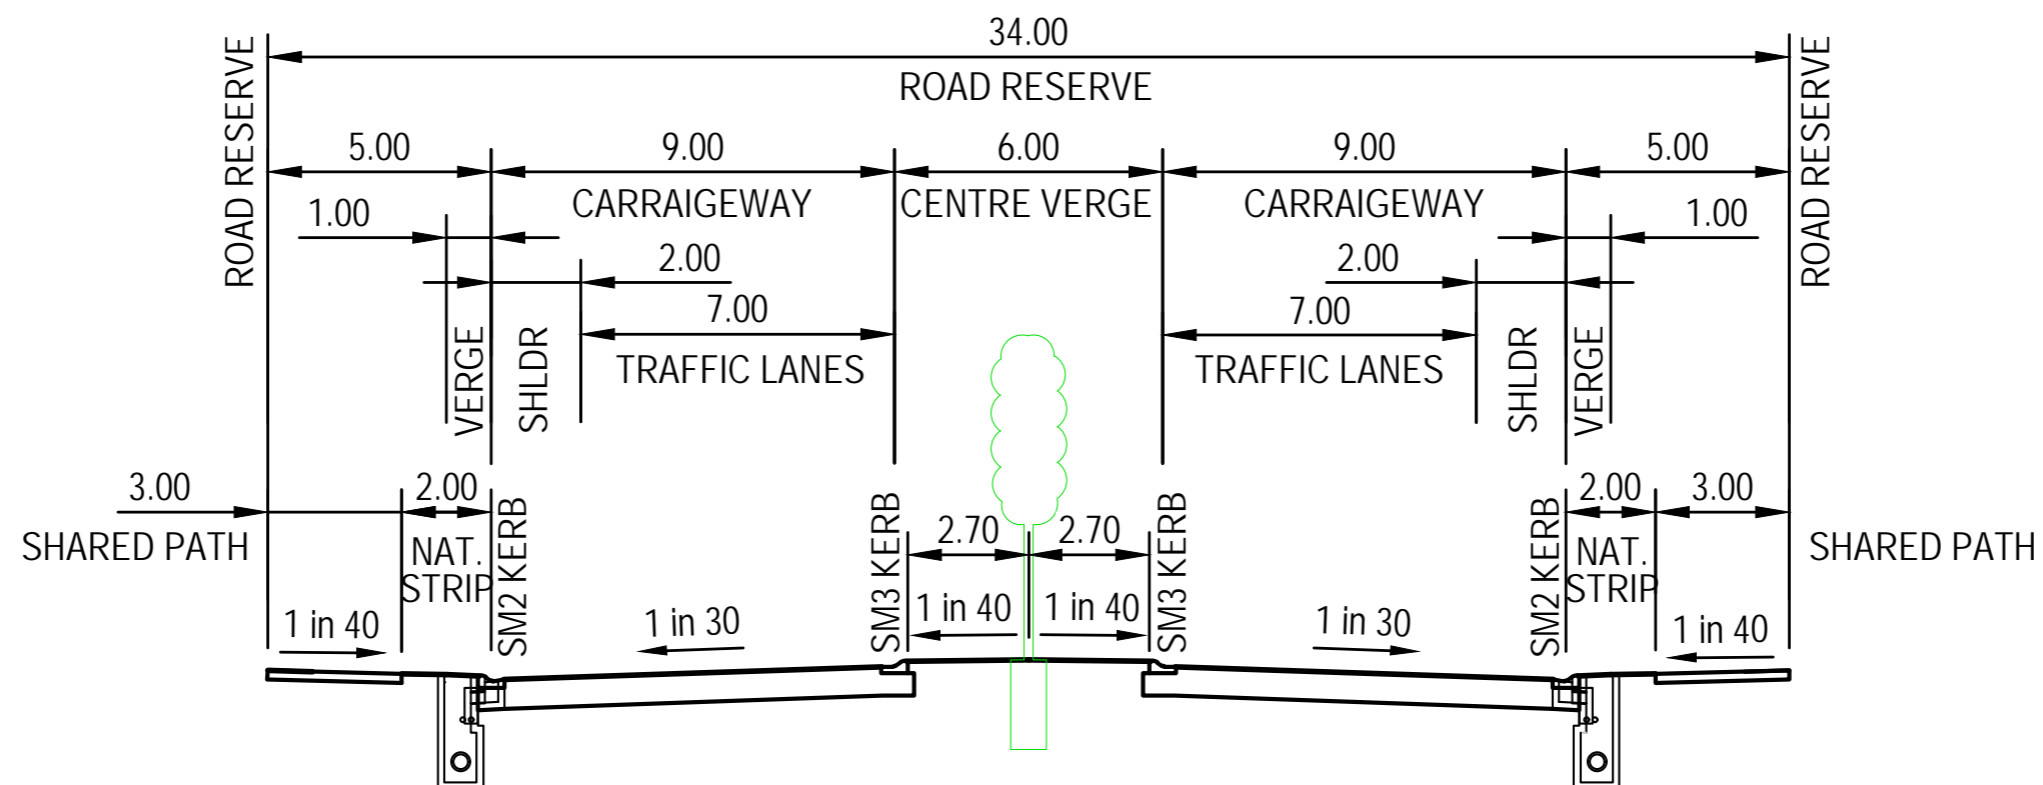 34.00
ROAD RESERVE
ROAD RESERVE
ROAD RESERVE
5.00 9.00 6.00 9.00 5.00
CARRAIGEWAY CENTRE VERGE CARRAIGEWAY
1.00 1.00
2.00 2.00
7.00 7.00
VERGE SHLDR TRAFFIC LANES TRAFFIC LANES SHLDR VERGE
3.00 2.00 2.00 3.00
SHARED PATH NAT. STRIP SM2 KERB SM3 KERB 2.70 2.70 SM3 KERB SM2 KERB NAT. STRIP SHARED PATH
1 in 40 1 in 30 1 in 40 1 in 40 1 in 30 1 in 40